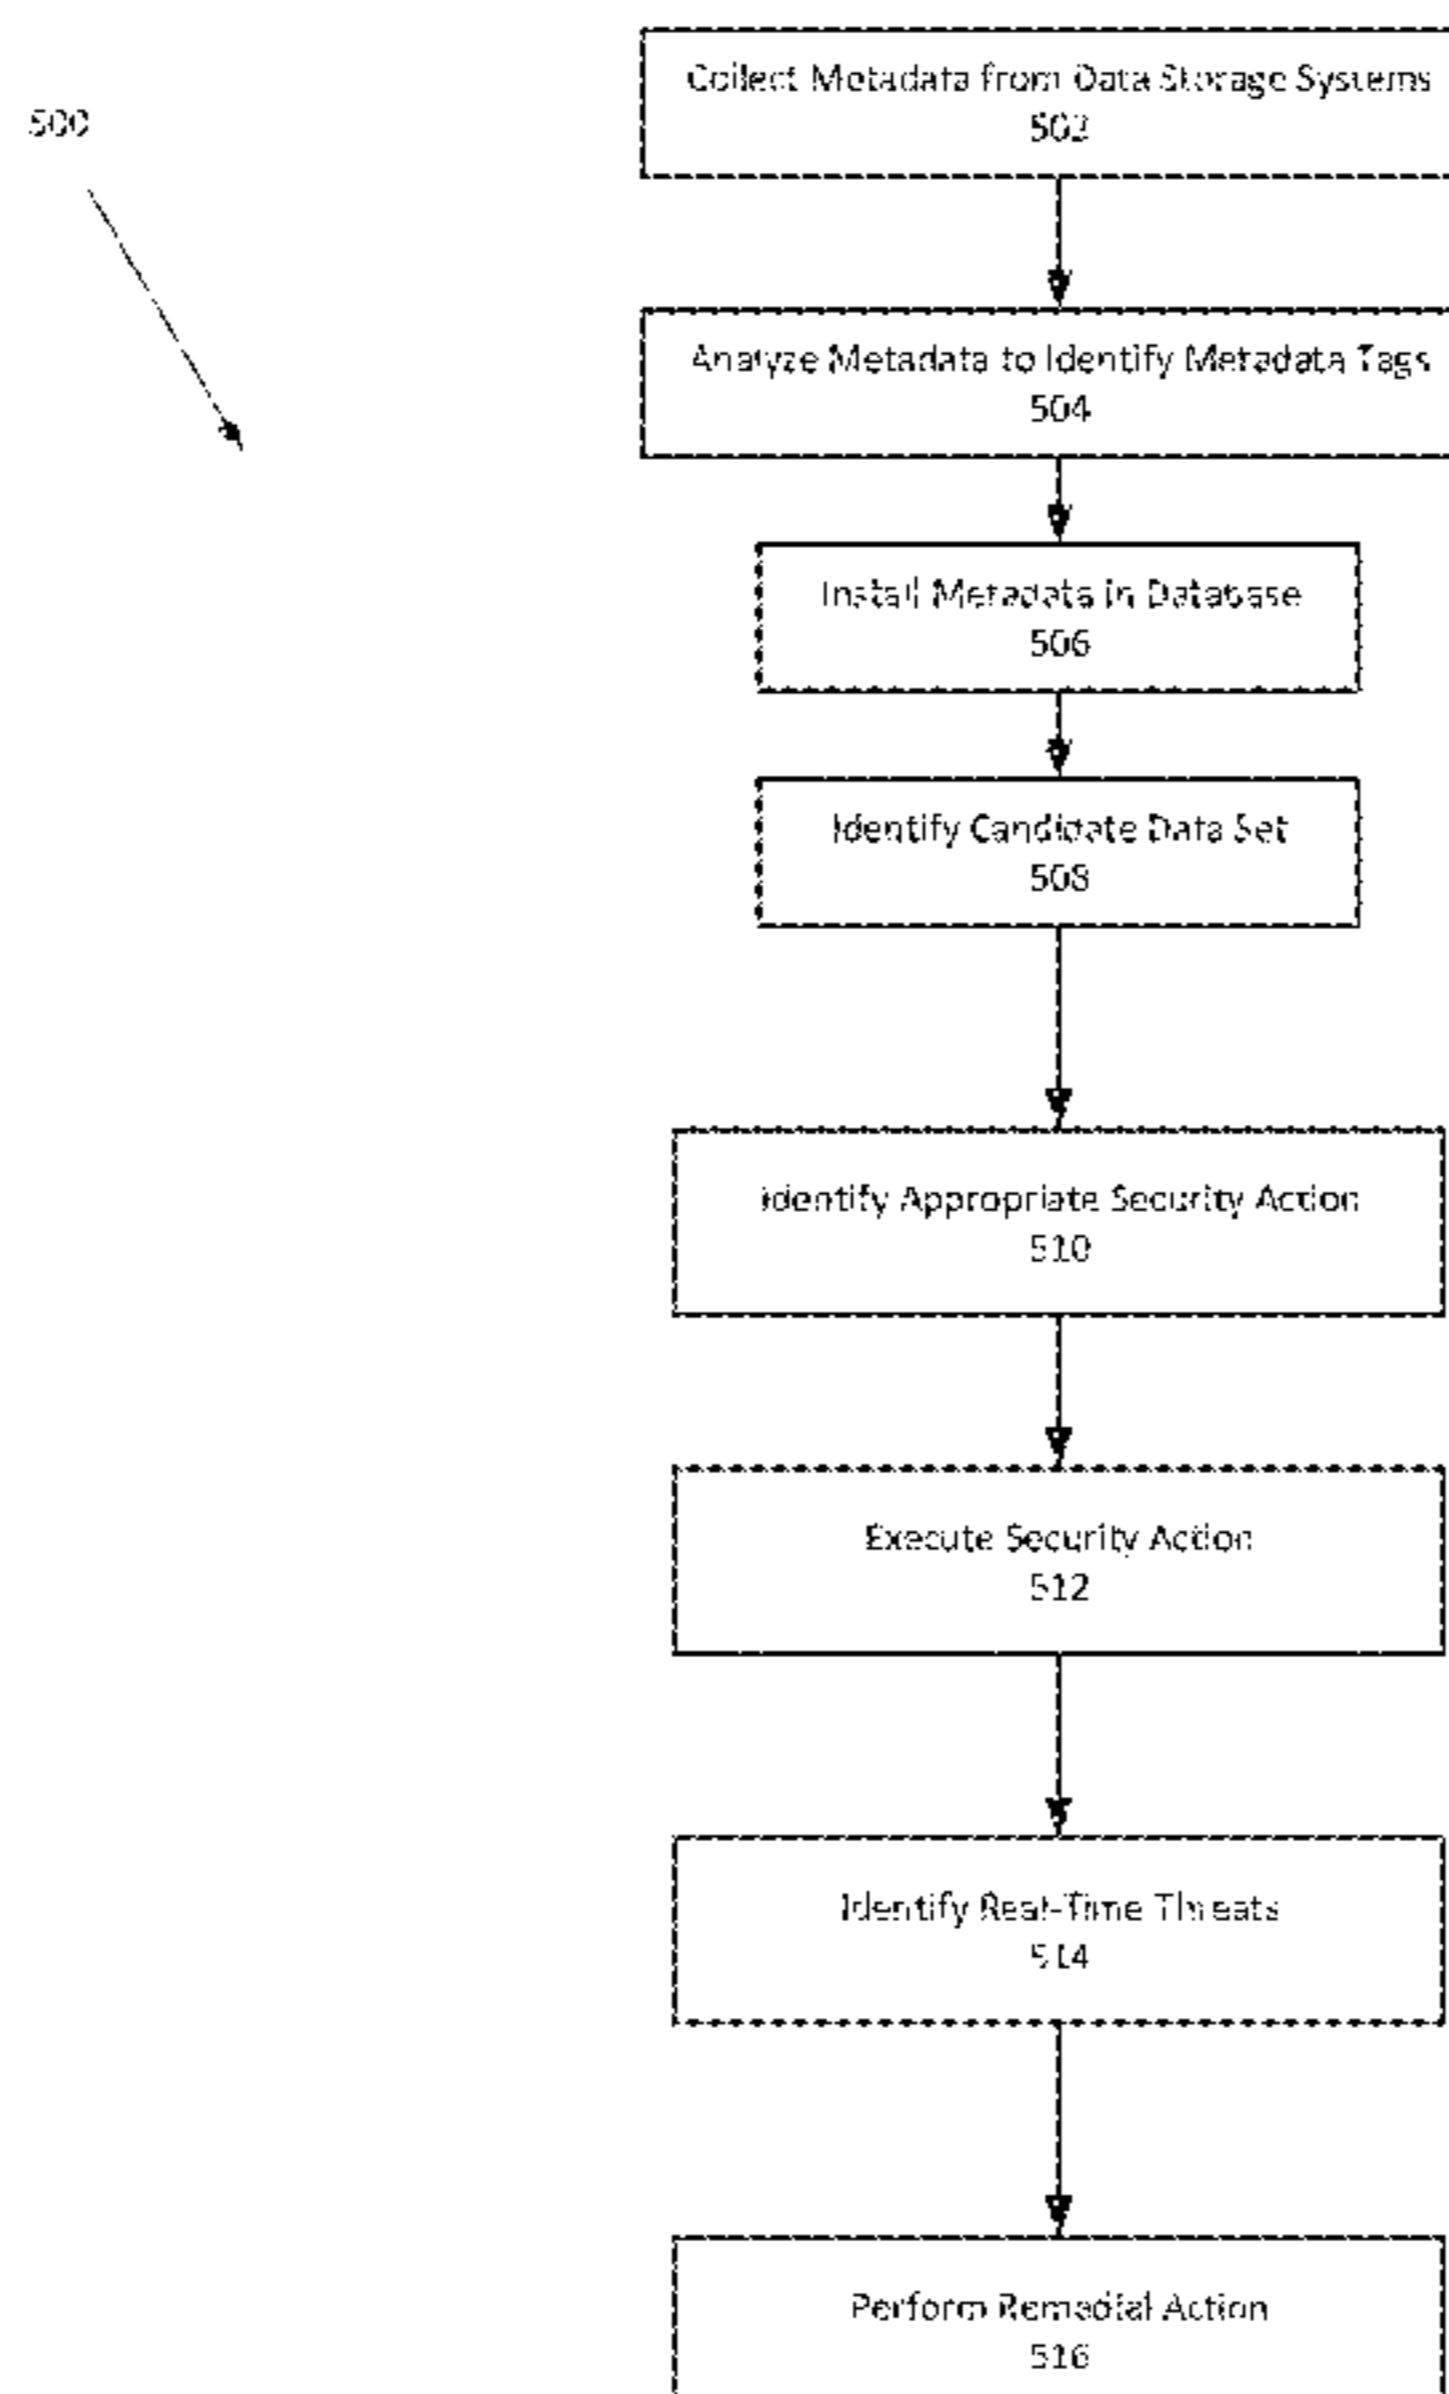 500
Collect Metadata from Data Storage Systems
502
Analyze Metadata to Identify Metadata Tags
504
Install Metadata in Database
506
Identify Candidate Data Set
508
Identify Appropriate Security Action
510
Execute Security Action
512
Identify Real-Time Threats
514
Perform Remedial Action
516